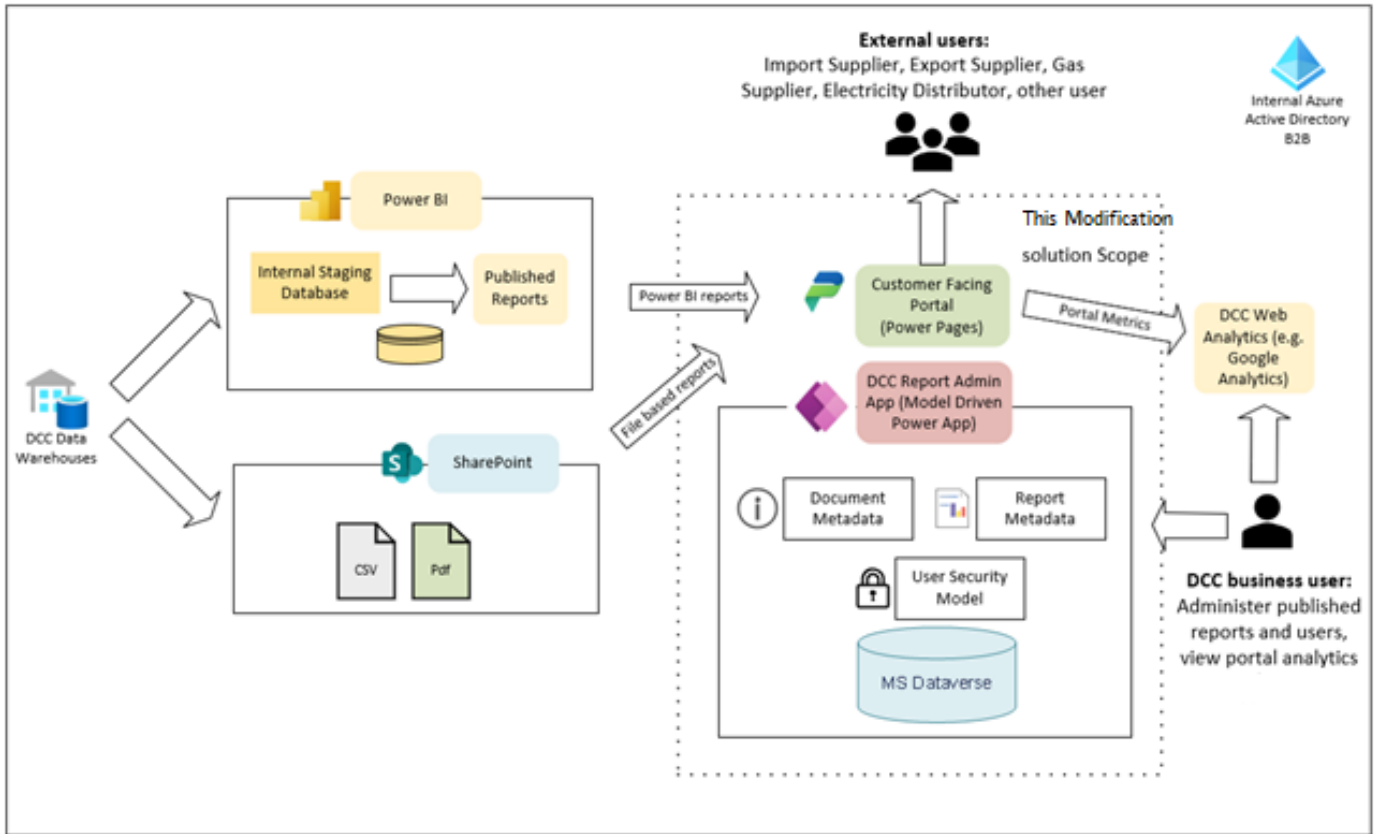 External users:
Import Supplier, Export Supplier, Gas
Supplier, Electricity Distributor, other user
Internal Azure
Active Directory
B2B
Power BI
Internal Staging
Database
Published
Reports
Power BI reports
This Modification
solution Scope
Customer Facing
Portal
(Power Pages)
Portal Metrics
DCC Web
Analytics (e.g.
Google
Analytics)
DCC Data
Warehouses
File based reports
DCC Report Admin
App (Model Driven
Power App)
S
SharePoint
CSV
Pdf
i
Document
Metadata
Report
Metadata
User Security
Model
MS Dataverse
DCC business user:
Administer published
reports and users,
view portal analytics